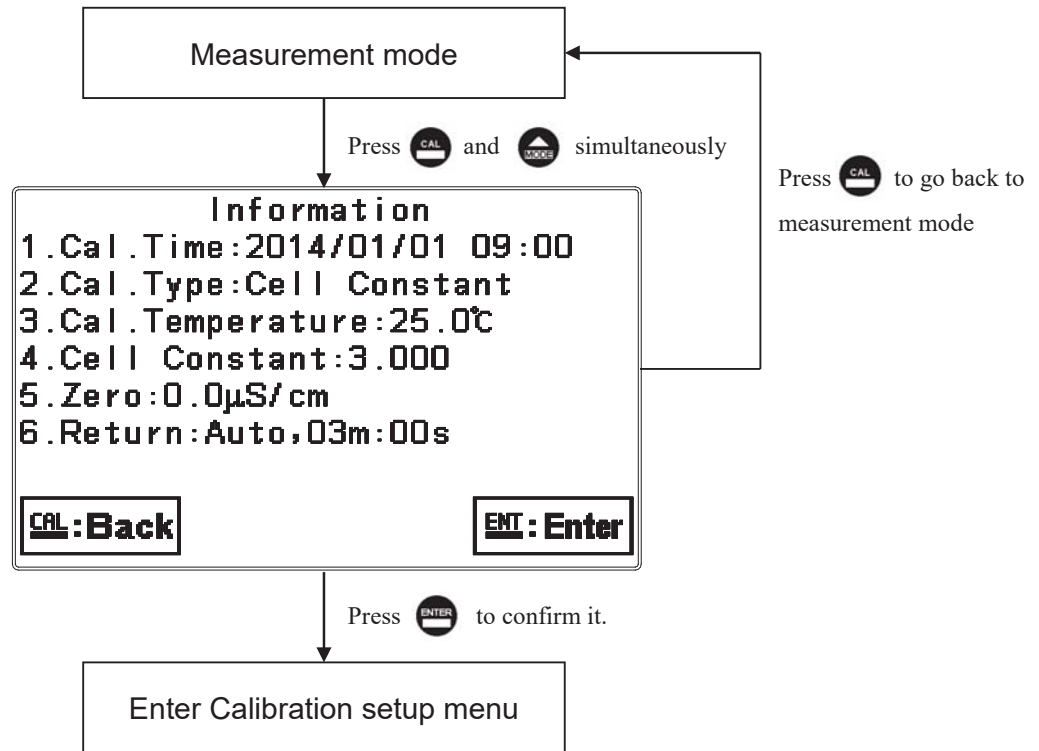 Measurement mode
Press CAL and MODE simultaneously
Press CAL to go back to
measurement mode
Information
1.Cal.Time:2014/01/01 09:00
2.Cal.Type:Cell Constant
3.Cal.Temperature:25.0℃
4.Cell Constant:3.000
5.Zero:0.0μS/cm
6.Return:Auto,03m:00s
CAL:Back
ENT:Enter
Press ENTER to confirm it.
Enter Calibration setup menu